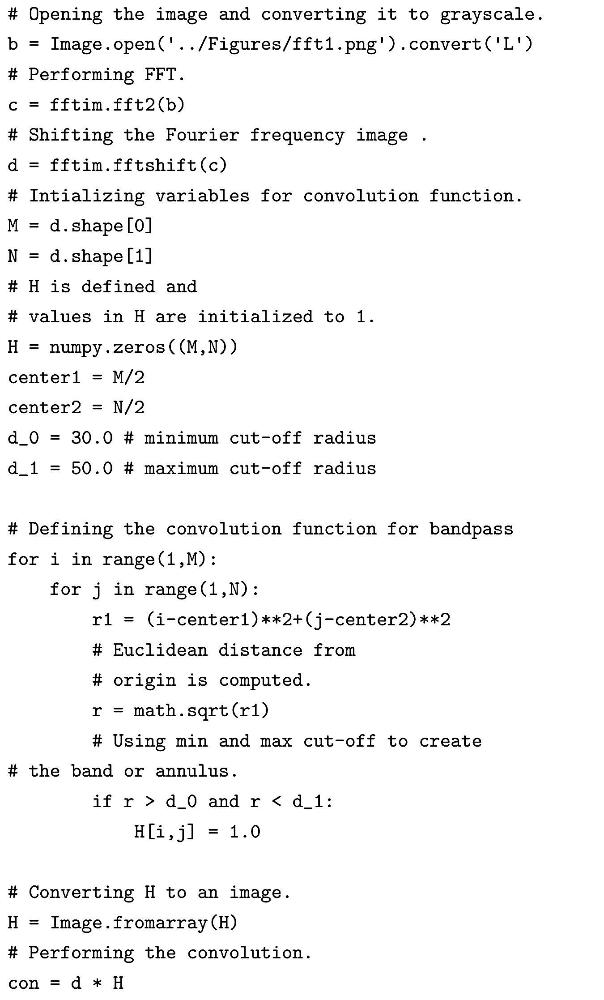 # Opening the image and converting it to grayscale.
b = Image.open('../Figures/fft1.png').convert('L')
# Performing FFT.
c = fftim.fft2(b)
# Shifting the Fourier frequency image .
d = fftim.fftshift(c)
# Intializing variables for convolution function.
M = d.shape[0]
N = d.shape[1]
# H is defined and
# values in H are initialized to 1.
H = numpy.zeros((M,N))
center1 = M/2
center2 = N/2
d_0 = 30.0 # minimum cut-off radius
d_1 = 50.0 # maximum cut-off radius

# Defining the convolution function for bandpass
for i in range(1,M):
    for j in range(1,N):
        r1 = (i-center1)**2+(j-center2)**2
        # Euclidean distance from
        # origin is computed.
        r = math.sqrt(r1)
        # Using min and max cut-off to create
# the band or annulus.
        if r > d_0 and r < d_1:
            H[i,j] = 1.0

# Converting H to an image.
H = Image.fromarray(H)
# Performing the convolution.
con = d * H